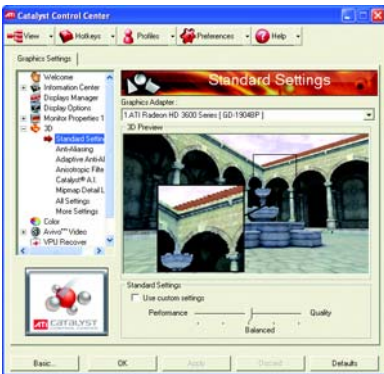 Catalyst Control Center
View Hotkeys Profiles Preferences Help
Graphics Settings
Welcome
Information Center
Displays Manager
Display Options
Monitor Properties 1
3D
Standard Settin
Anti-Aliasing
Adaptive Anti-Al
Anisotropic Filte
Catalyst® A.I.
Mipmap Detail L
All Settings
More Settings
Color
Avivo™ Video
VPU Recover
Standard Settings
Graphics Adapter:
1.ATI Radeon HD 3600 Series [ GD-1904BP ]
3D Preview
Standard Settings
Use custom settings
Performance Quality
Balanced
ATI CATALYST
Basic... OK Apply Discard Defaults